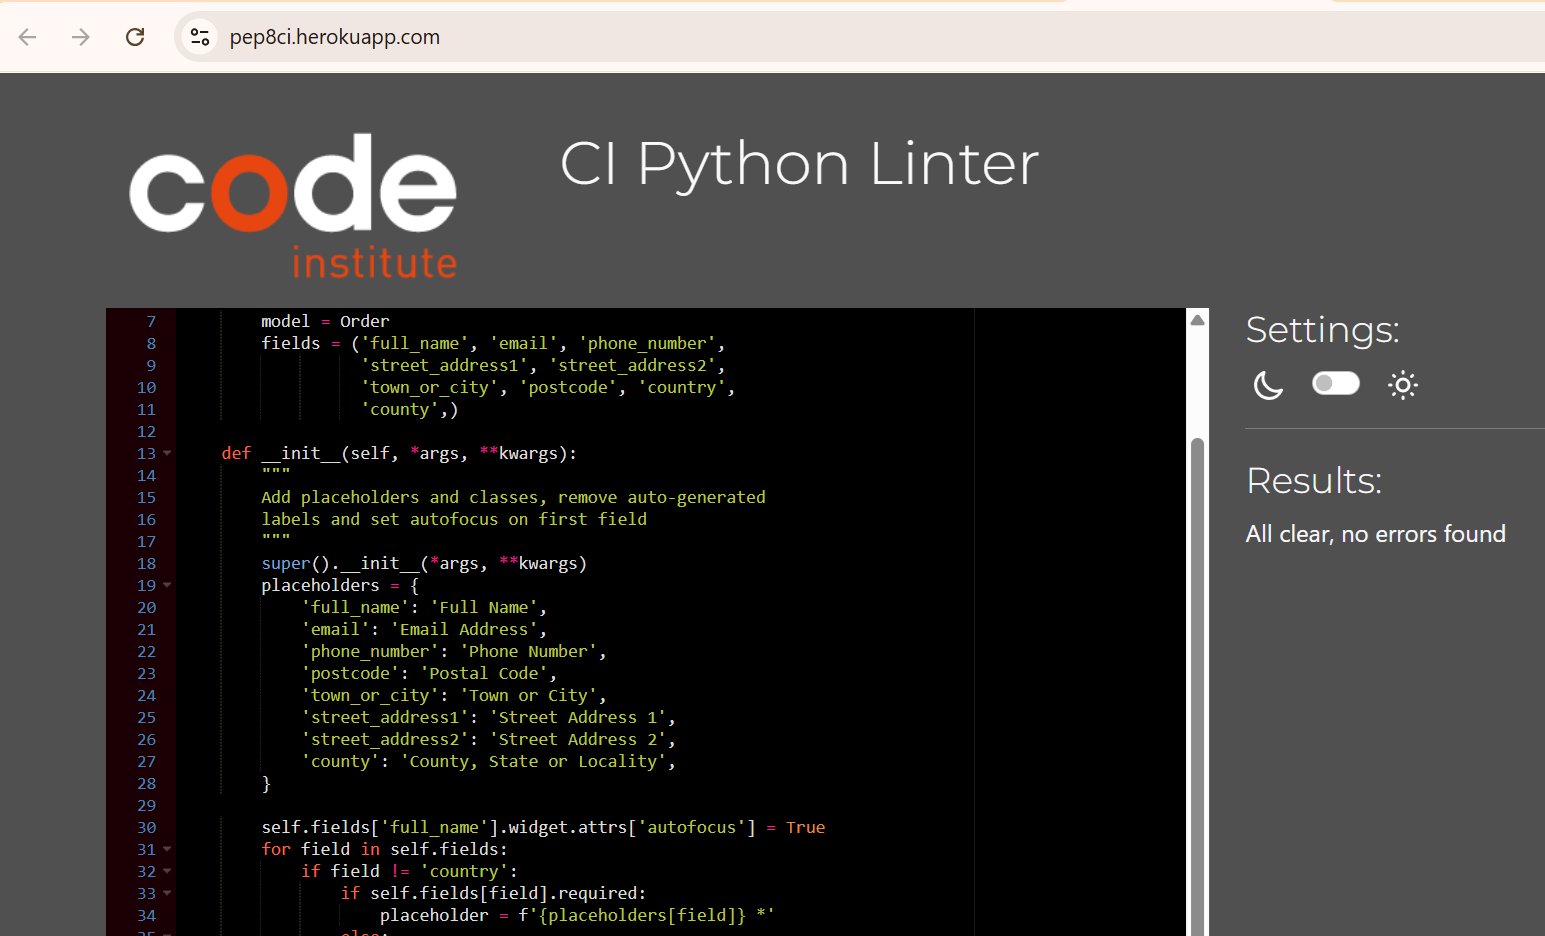 pep8ci.herokuapp.com
code
institute
CI Python Linter
7 model = Order
8 fields = ('full_name', 'email', 'phone_number',
9 'street_address1', 'street_address2',
10 'town_or_city', 'postcode', 'country',
11 'county',)
12
13 def __init__(self, *args, **kwargs):
14 """
15 Add placeholders and classes, remove auto-generated
16 labels and set autofocus on first field
17 """
18 super().__init__(*args, **kwargs)
19 placeholders = {
20 'full_name': 'Full Name',
21 'email': 'Email Address',
22 'phone_number': 'Phone Number',
23 'postcode': 'Postal Code',
24 'town_or_city': 'Town or City',
25 'street_address1': 'Street Address 1',
26 'street_address2': 'Street Address 2',
27 'county': 'County, State or Locality',
28 }
29
30 self.fields['full_name'].widget.attrs['autofocus'] = True
31 for field in self.fields:
32 if field != 'country':
33 if self.fields[field].required:
34 placeholder = f'{placeholders[field]} *'
35 else:
Settings:
Results:
All clear, no errors found